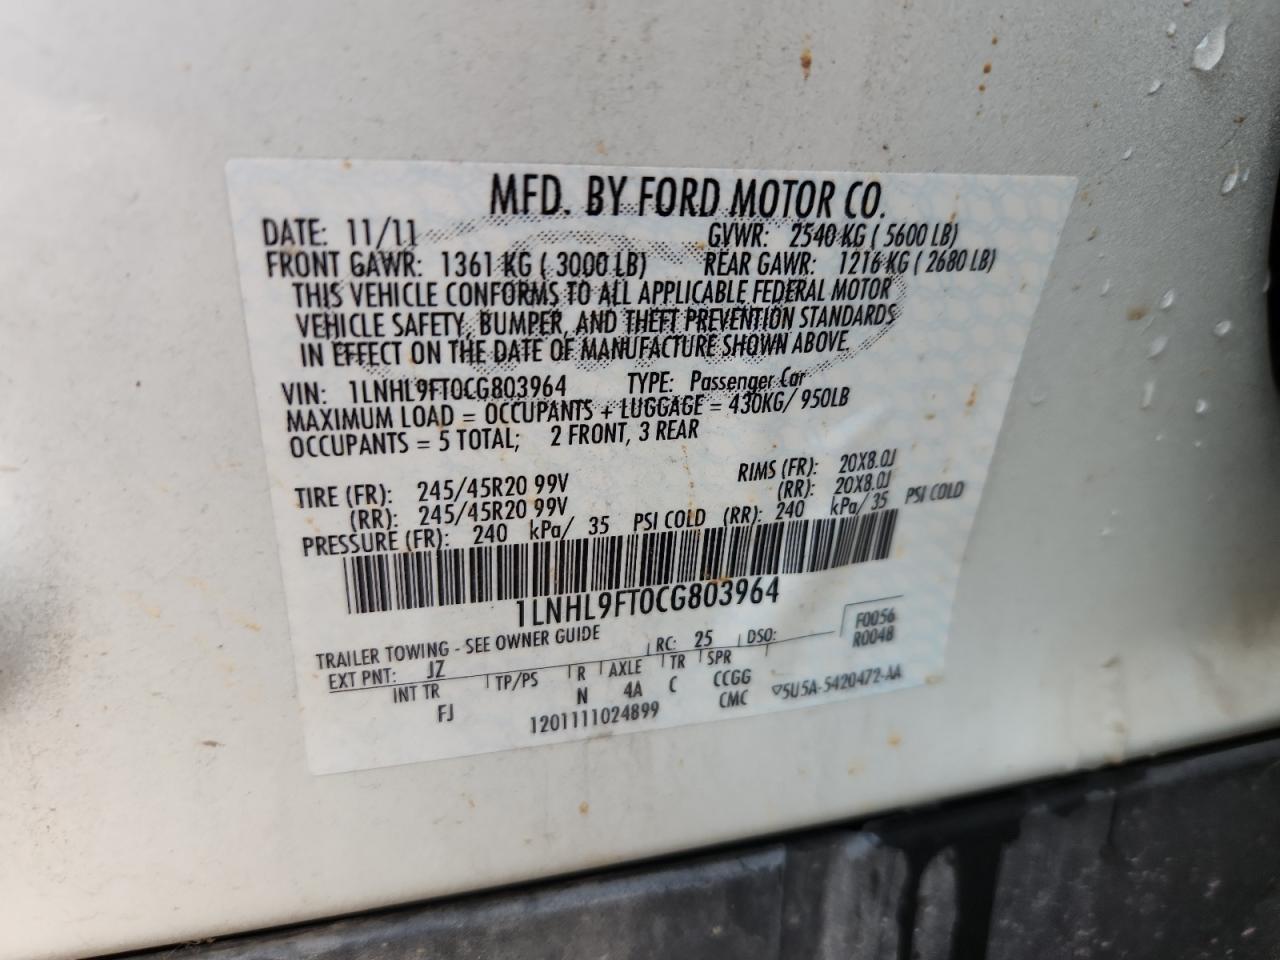 MFD. BY FORD MOTOR CO.
DATE: 11/11 GVWR: 2540 KG ( 5600 LB)
FRONT GAWR: 1361 KG ( 3000 LB) REAR GAWR: 1216 KG ( 2680 LB)
THIS VEHICLE CONFORMS TO ALL APPLICABLE FEDERAL MOTOR
VEHICLE SAFETY, BUMPER, AND THEFT PREVENTION STANDARDS
IN EFFECT ON THE DATE OF MANUFACTURE SHOWN ABOVE.
VIN: 1LNHL9FT0CG803964 TYPE: Passenger Car
MAXIMUM LOAD = OCCUPANTS + LUGGAGE = 430KG/ 950LB
OCCUPANTS = 5 TOTAL; 2 FRONT, 3 REAR
TIRE (FR): 245/45R20 99V RIMS (FR): 20X8.0J
(RR): 245/45R20 99V (RR): 20X8.0J
PRESSURE (FR): 240 kPa/ 35 PSI COLD (RR): 240 kPa/ 35 PSI COLD
1LNHL9FT0CG803964
F0056
TRAILER TOWING - SEE OWNER GUIDE RC: 25 DSO: R0048
EXT PNT: JZ
INT TR TP/PS R AXLE TR SPR
FJ N 4A C CCGG
1201111024899 CMC 5U5A-5420472-AA